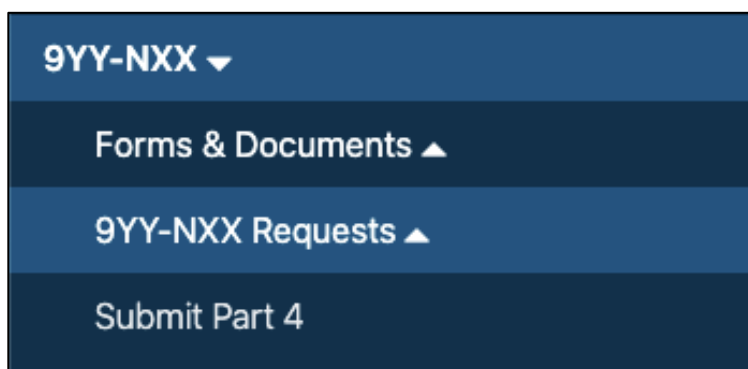 9YY-NXX
Forms & Documents
9YY-NXX Requests
Submit Part 4